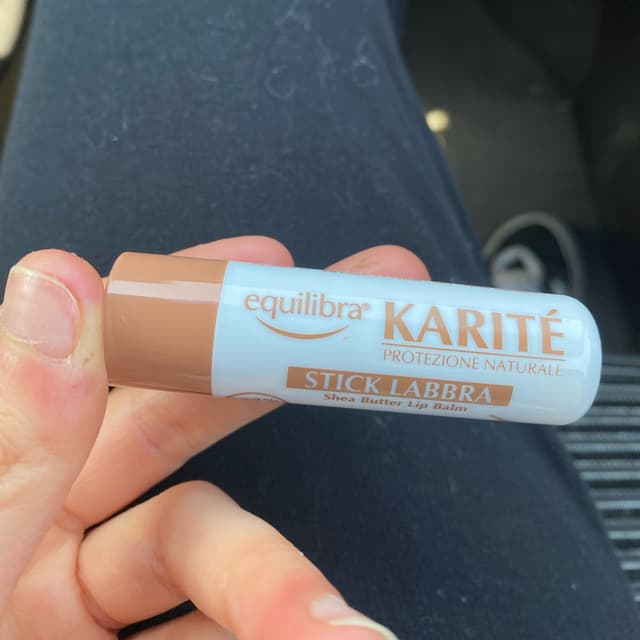 equilibra®
KARITÉ
PROTEZIONE NATURALE
STICK LABBRA
Shea Butter Lip Balm